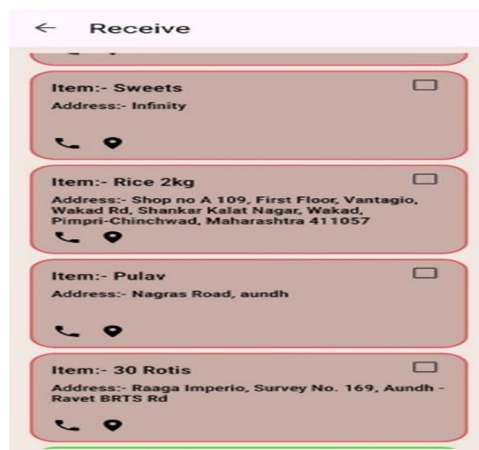 Receive
Item:- Sweets
Address:- Infinity
Item:- Rice 2kg
Address:- Shop no A 109, First Floor, Vantagio,
Wakad Rd, Shankar Kalat Nagar, Wakad,
Pimpri-Chinchwad, Maharashtra 411057
Item:- Pulav
Address:- Nagras Road, aundh
Item:- 30 Rotis
Address:- Raaga Imperio, Survey No. 169, Aundh -
Ravet BRTS Rd